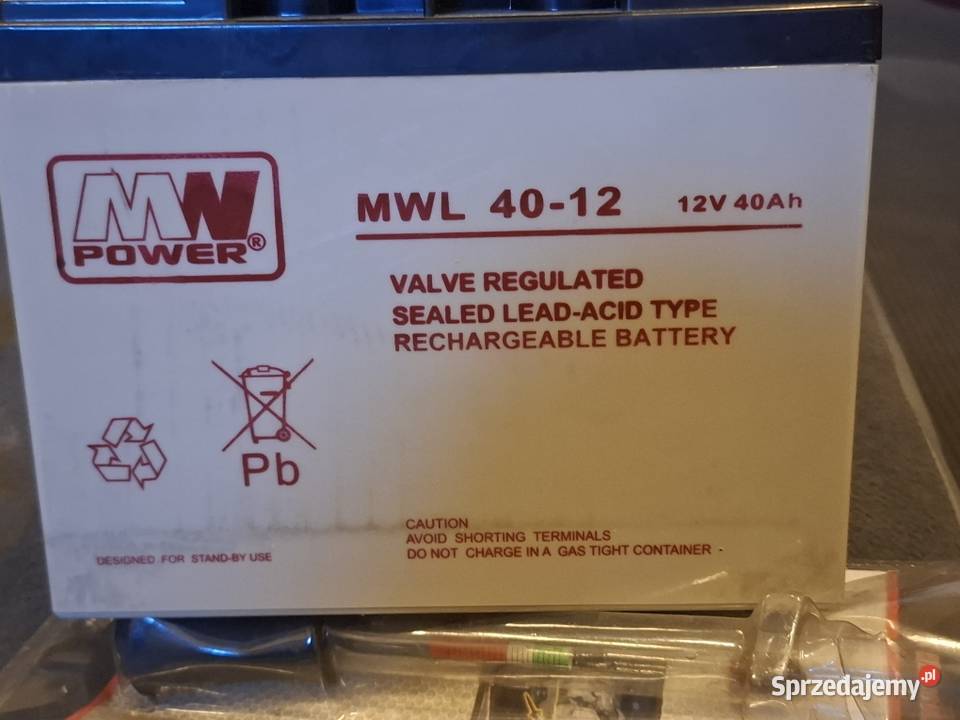 MW
POWER®
MWL 40-12 12V 40Ah
VALVE REGULATED
SEALED LEAD-ACID TYPE
RECHARGEABLE BATTERY
Pb
CAUTION
AVOID SHORTING TERMINALS
DO NOT CHARGE IN A GAS TIGHT CONTAINER
DESIGNED FOR STAND-BY USE
Sprzedajemy.pl